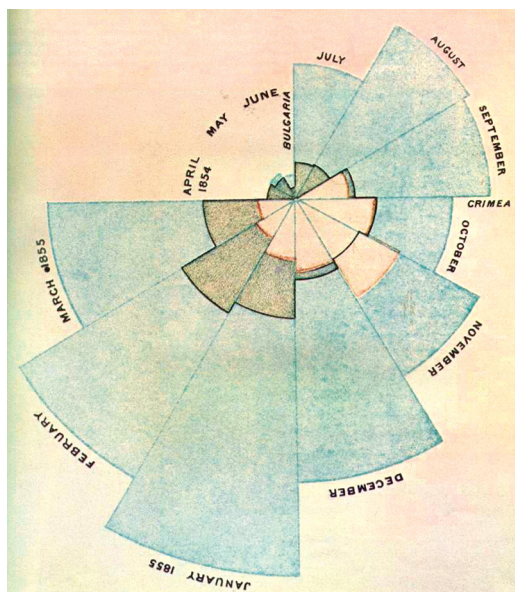 APRIL
1854
MAY
JUNE
BULGARIA
JULY
AUGUST
SEPTEMBER
CRIMEA
OCTOBER
NOVEMBER
DECEMBER
JANUARY 1855
FEBRUARY
MARCH 1855